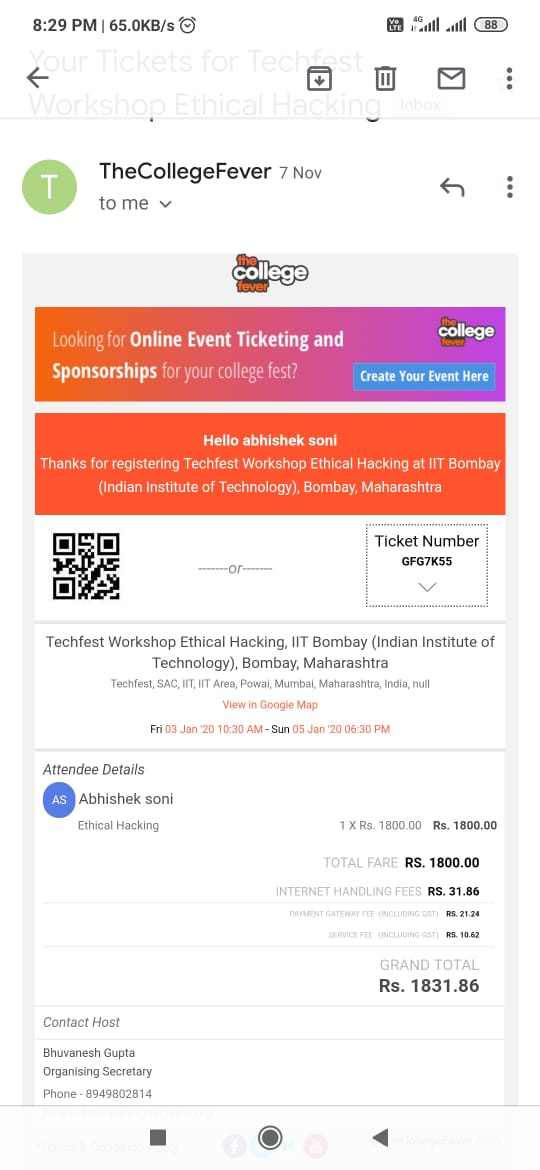 8:29 PM | 65.0KB/s
Vo LTE 4G 88
Your Tickets for Techfest
Workshop Ethical Hacking Inbox
T
TheCollegeFever 7 Nov
to me
the college fever
Looking for Online Event Ticketing and
Sponsorships for your college fest?
the college fever
Create Your Event Here
Hello abhishek soni
Thanks for registering Techfest Workshop Ethical Hacking at IIT Bombay
(Indian Institute of Technology), Bombay, Maharashtra
-------or-------
Ticket Number
GFG7K55
Techfest Workshop Ethical Hacking, IIT Bombay (Indian Institute of
Technology), Bombay, Maharashtra
Techfest, SAC, IIT, IIT Area, Powai, Mumbai, Maharashtra, India, null
View in Google Map
Fri 03 Jan '20 10:30 AM - Sun 05 Jan '20 06:30 PM
Attendee Details
AS Abhishek soni
Ethical Hacking 1 X Rs. 1800.00 Rs. 1800.00
TOTAL FARE RS. 1800.00
INTERNET HANDLING FEES RS. 31.86
PAYMENT GATEWAY FEE (INCLUDING GST) RS. 21.24
SERVICE FEE (INCLUDING GST) RS. 10.62
GRAND TOTAL
Rs. 1831.86
Contact Host
Bhuvanesh Gupta
Organising Secretary
Phone - 8949802814